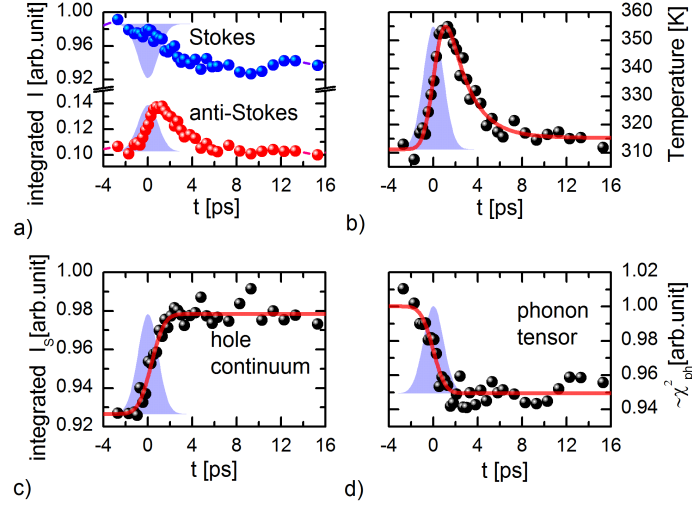 1.00
0.96
0.92
0.14
0.12
0.10
integrated I [arb.unit]
Stokes
anti-Stokes
-4 0 4 8 12 16
t [ps]
a)
360
350
340
330
320
310
Temperature [K]
-4 0 4 8 12 16
t [ps]
b)
1.00
0.98
0.96
0.94
0.92
integrated I_S[arb.unit]
hole
continuum
-4 0 4 8 12 16
t [ps]
c)
1.02
1.00
0.98
0.96
0.94
~χ²_ph[arb.unit]
phonon
tensor
-4 0 4 8 12 16
t [ps]
d)